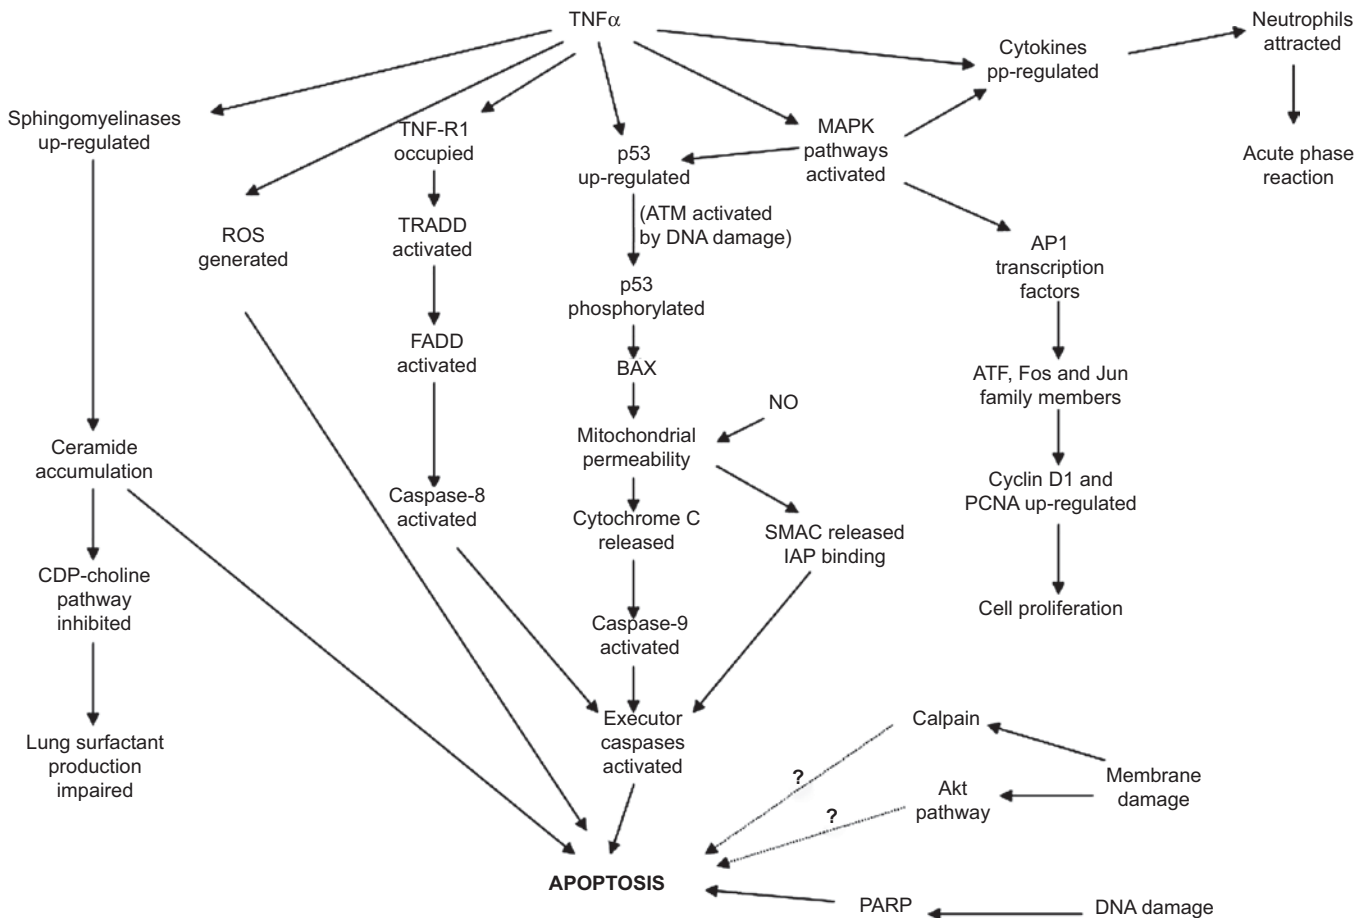 TNFα
Neutrophils
attracted
Cytokines
pp-regulated
Sphingomyelinases
up-regulated
TNF-R1
occupied
p53
up-regulated
MAPK
pathways
activated
Acute phase
reaction
(ATM activated
by DNA damage)
ROS
generated
TRADD
activated
AP1
transcription
factors
p53
phosphorylated
FADD
activated
BAX
ATF, Fos and Jun
family members
NO
Ceramide
accumulation
Mitochondrial
permeability
Caspase-8
activated
Cytochrome C
released
SMAC released
IAP binding
Cyclin D1 and
PCNA up-regulated
CDP-choline
pathway
inhibited
Caspase-9
activated
Cell proliferation
Lung surfactant
production
impaired
Executor
caspases
activated
Calpain
?
Membrane
damage
Akt
pathway
?
APOPTOSIS
PARP
DNA damage